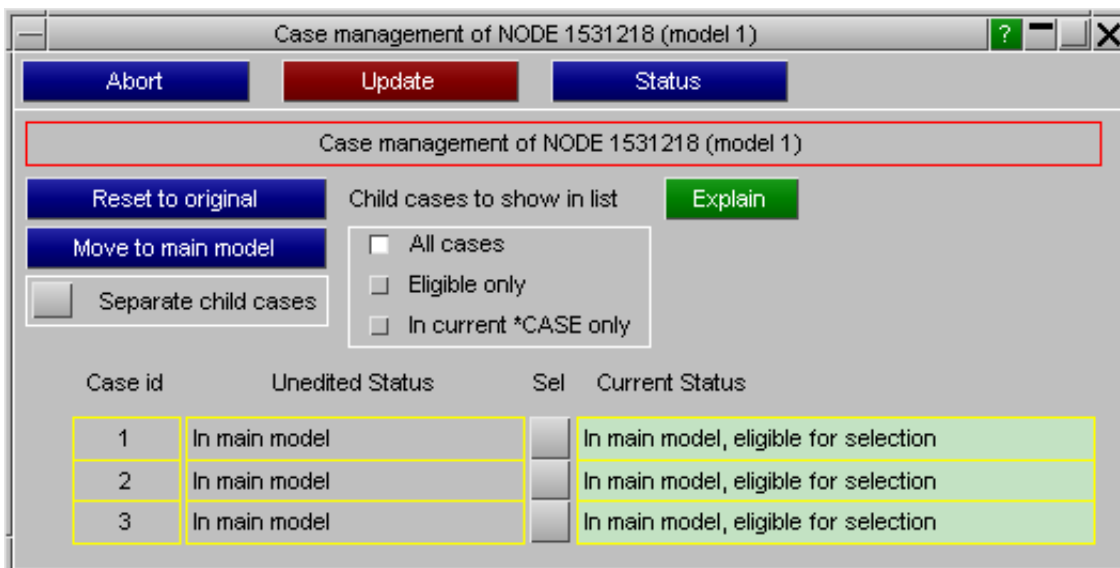 Case management of NODE 1531218 (model 1) ?
Abort Update Status
Case management of NODE 1531218 (model 1)
Reset to original Child cases to show in list Explain
Move to main model All cases
Separate child cases Eligible only
In current *CASE only
Case id Unedited Status Sel Current Status
1 In main model In main model, eligible for selection
2 In main model In main model, eligible for selection
3 In main model In main model, eligible for selection